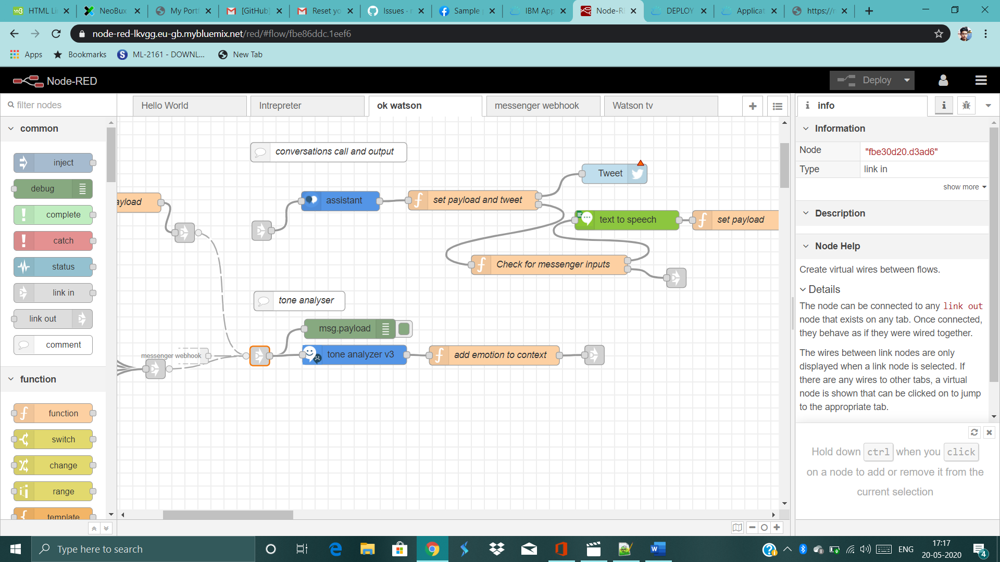 HTML Li
NeoBux
My Portf
[GitHub]
Reset yo
Issues ·
Sample
IBM App
Node-R
DEPLOY
Applicat
https://
node-red-lkvgg.eu-gb.mybluemix.net/red/#flow/fbe86ddc.1eef6
Apps
Bookmarks
ML-2161 - DOWNL...
New Tab
Node-RED
Deploy
filter nodes
Hello World
Intrepreter
ok watson
messenger webhook
Watson tv
info
common
inject
debug
complete
catch
status
link in
link out
comment
function
function
switch
change
range
template
conversations call and output
Tweet
ayload
assistant
set payload and tweet
text to speech
set payload
Check for messenger inputs
tone analyser
msg.payload
messenger webhook
tone analyzer v3
add emotion to context
Information
Node
"fbe30d20.d3ad6"
Type
link in
show more
Description
Node Help
Create virtual wires between flows.
Details
The node can be connected to any link out
node that exists on any tab. Once connected,
they behave as if they were wired together.
The wires between link nodes are only
displayed when a link node is selected. If
there are any wires to other tabs, a virtual
node is shown that can be clicked on to jump
to the appropriate tab.
Hold down ctrl when you click
on a node to add or remove it from the
current selection
Type here to search
ENG
17:17
20-05-2020
4